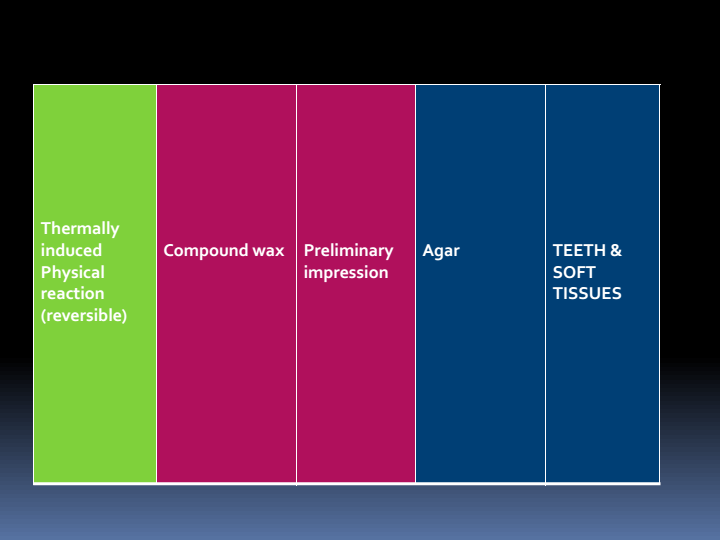 Thermally
induced
Physical
reaction
(reversible)
Compound wax
Preliminary
impression
Agar
TEETH &
SOFT
TISSUES